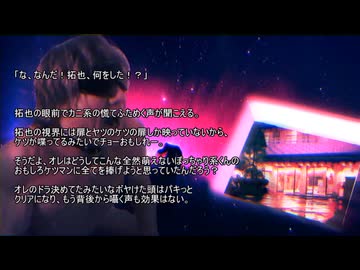 「な、なんだ！拓也、何をした！？」
拓也の眼前でカニ系の慌てふためく声が聞こえる。
拓也の視界には扉とヤツのケツの扉しか映っていないから、
ケツが喋ってるみたいでチョーおもしれー。
そうだよ、オレはどうしてこんな全然萌えないぽっちゃり系くんの
おもしろケツマンに全てを捧げようと思っていたんだろう？
オレのドラ決めてたみたいなボヤけた頭はバキっと
クリアになり、もう背後から囁く声も効果はない。